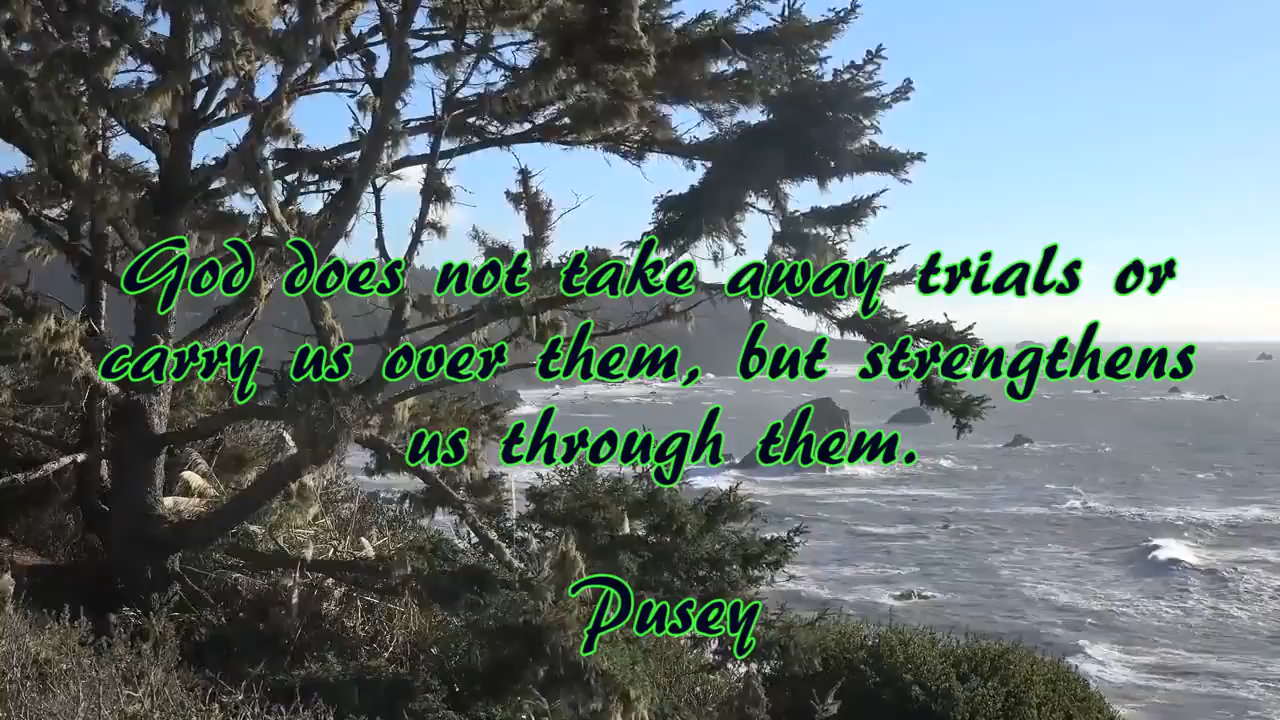 God does not take away trials or
carry us over them, but strengthens
us through them.
Pusey